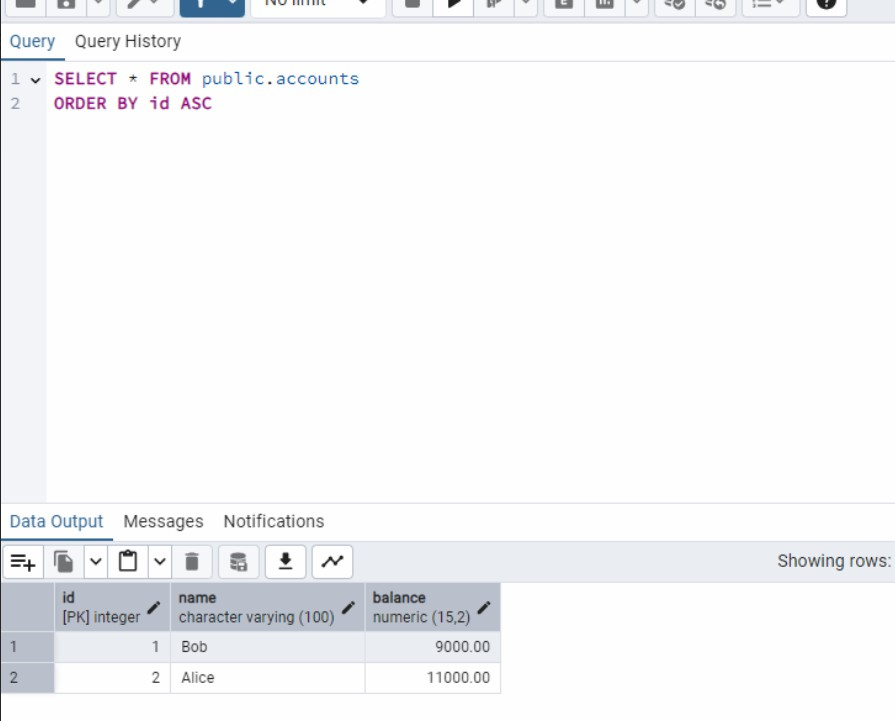 No limit
Query Query History
1 SELECT * FROM public.accounts
2 ORDER BY id ASC
Data Output Messages Notifications
Showing rows:
id name balance
[PK] integer character varying (100) numeric (15,2)
1 1 Bob 9000.00
2 2 Alice 11000.00